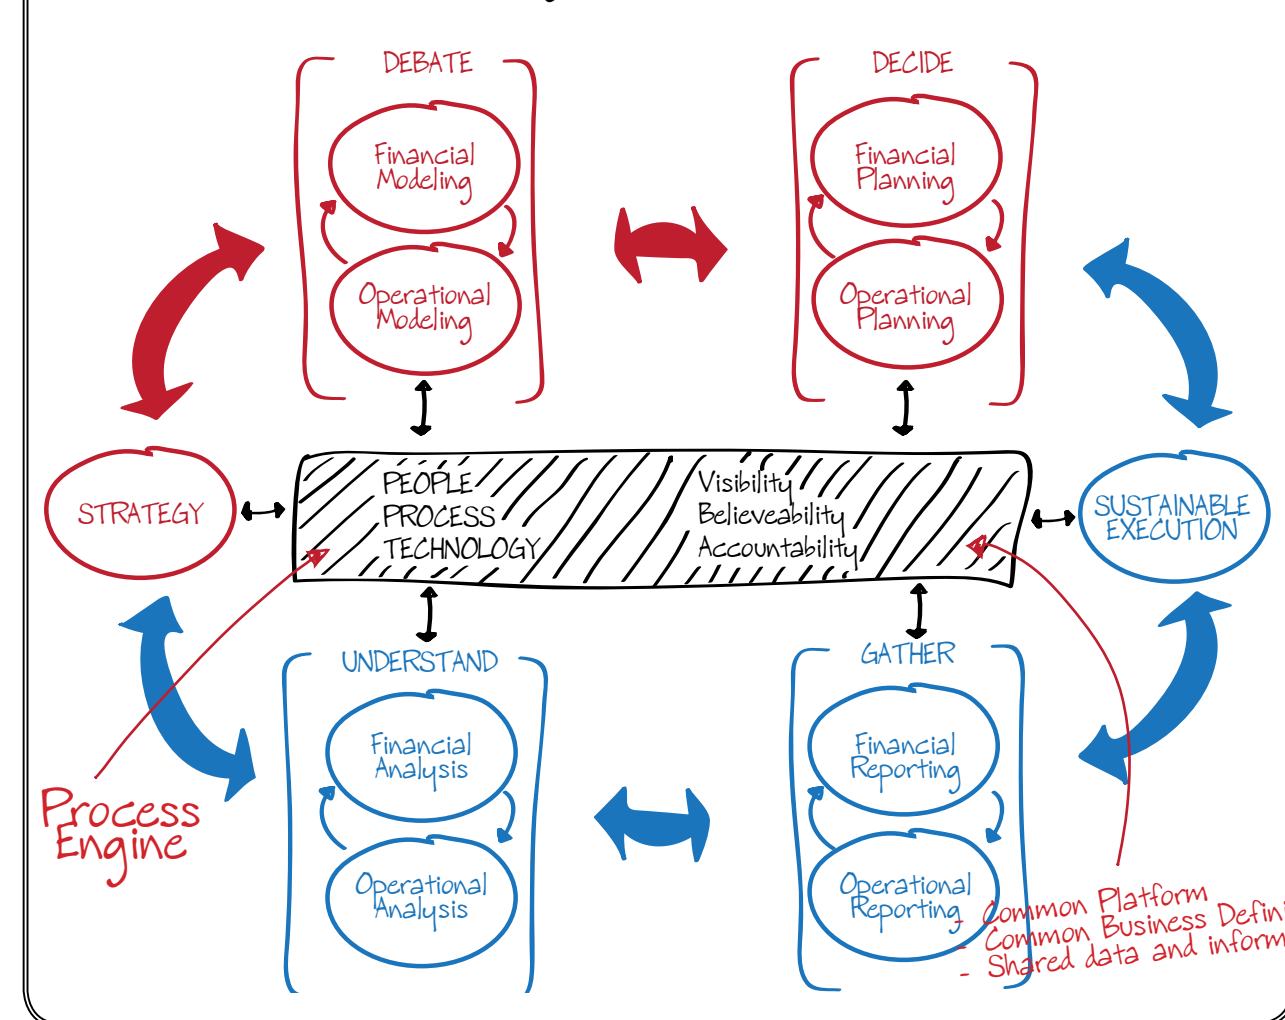 DEBATE
Financial
Modeling
Operational
Modeling
DECIDE
Financial
Planning
Operational
Planning
STRATEGY
PEOPLE
PROCESS
TECHNOLOGY
Visibility
Believeability
Accountability
SUSTAINABLE
EXECUTION
UNDERSTAND
Financial
Analysis
Operational
Analysis
GATHER
Financial
Reporting
Operational
Reporting
Process
Engine
- Common Platform
- Common Business Defini
- Shared data and inform